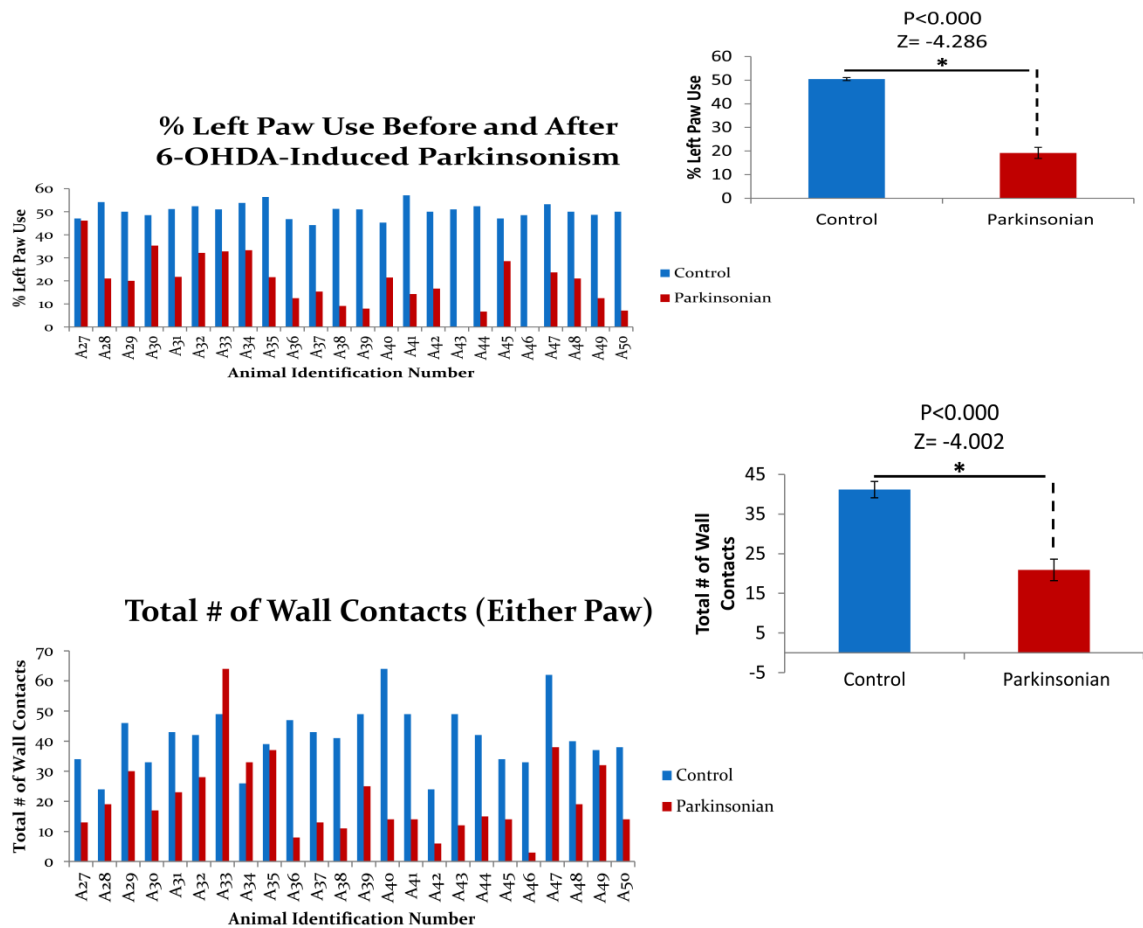 P<0.000
Z= -4.286
*
% Left Paw Use
60
50
40
30
20
10
0
Control
Parkinsonian
% Left Paw Use Before and After
6-OHDA-Induced Parkinsonism
% Left Paw Use
60
50
40
30
20
10
0
A27 A28 A29 A30 A31 A32 A33 A34 A35 A36 A37 A38 A39 A40 A41 A42 A43 A44 A45 A46 A47 A48 A49 A50
Animal Identification Number
Control
Parkinsonian
P<0.000
Z= -4.002
*
Total # of Wall
Contacts
45
35
25
15
5
-5
Control
Parkinsonian
Total # of Wall Contacts (Either Paw)
Total # of Wall Contacts
70
60
50
40
30
20
10
0
A27 A28 A29 A30 A31 A32 A33 A34 A35 A36 A37 A38 A39 A40 A41 A42 A43 A44 A45 A46 A47 A48 A49 A50
Animal Identification Number
Control
Parkinsonian